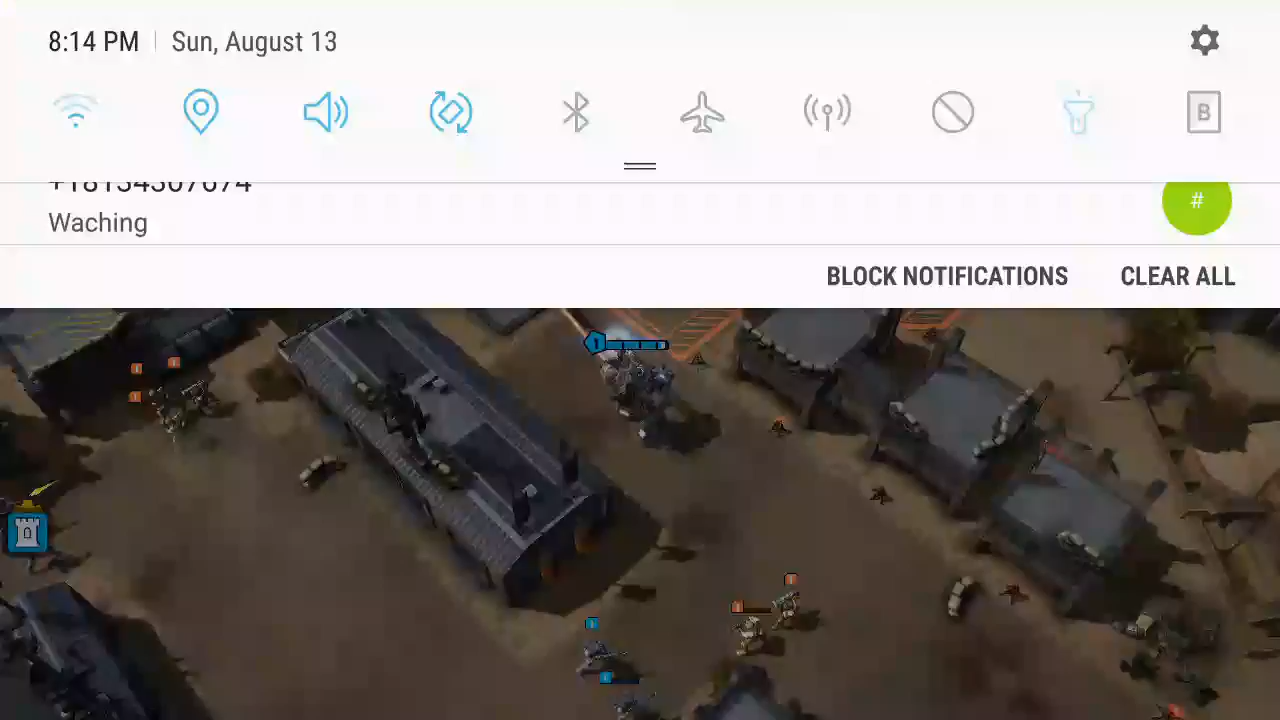 8:14 PM Sun, August 13
B
Waching
#
BLOCK NOTIFICATIONS CLEAR ALL